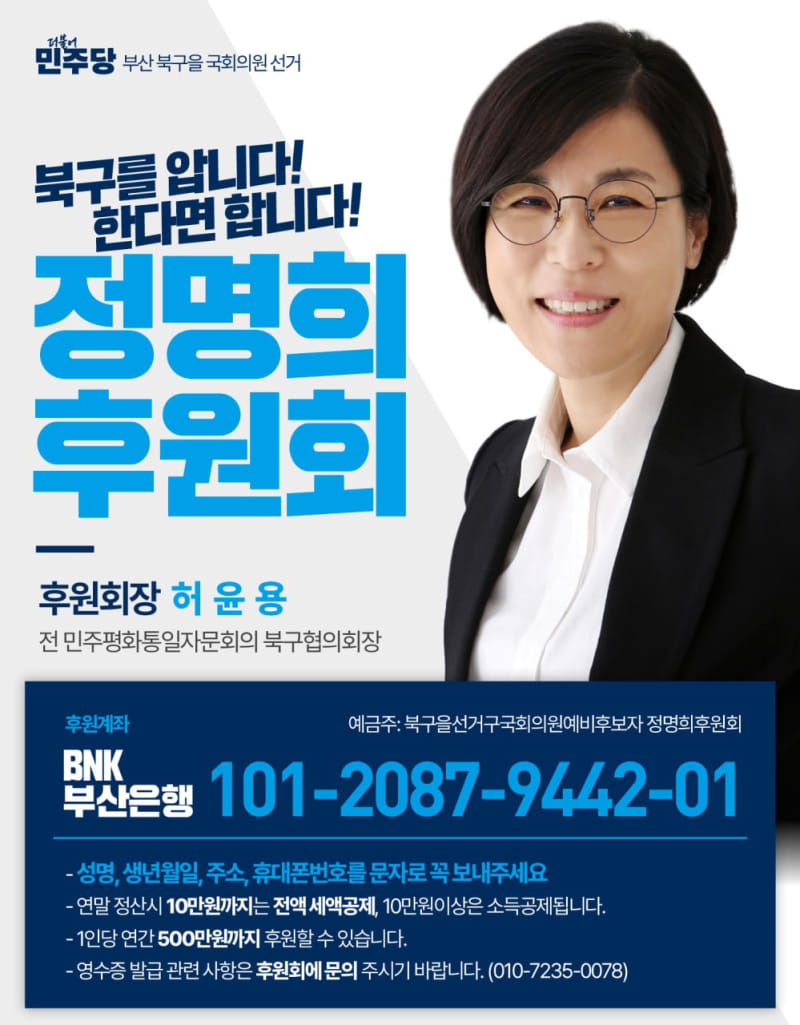 더불어
민주당 부산 북구을 국회의원 선거
북구를 압니다!
한다면 합니다!
정명희
후원회
후원회장 허윤용
전 민주평화통일자문회의 북구협의회장
후원계좌 예금주: 북구을선거구국회의원예비후보자 정명희후원회
BNK
부산은행 101-2087-9442-01
- 성명, 생년월일, 주소, 휴대폰번호를 문자로 꼭 보내주세요
- 연말 정산시 10만원까지는 전액 세액공제, 10만원이상은 소득공제됩니다.
- 1인당 연간 500만원까지 후원할 수 있습니다.
- 영수증 발급 관련 사항은 후원회에 문의 주시기 바랍니다. (010-7235-0078)